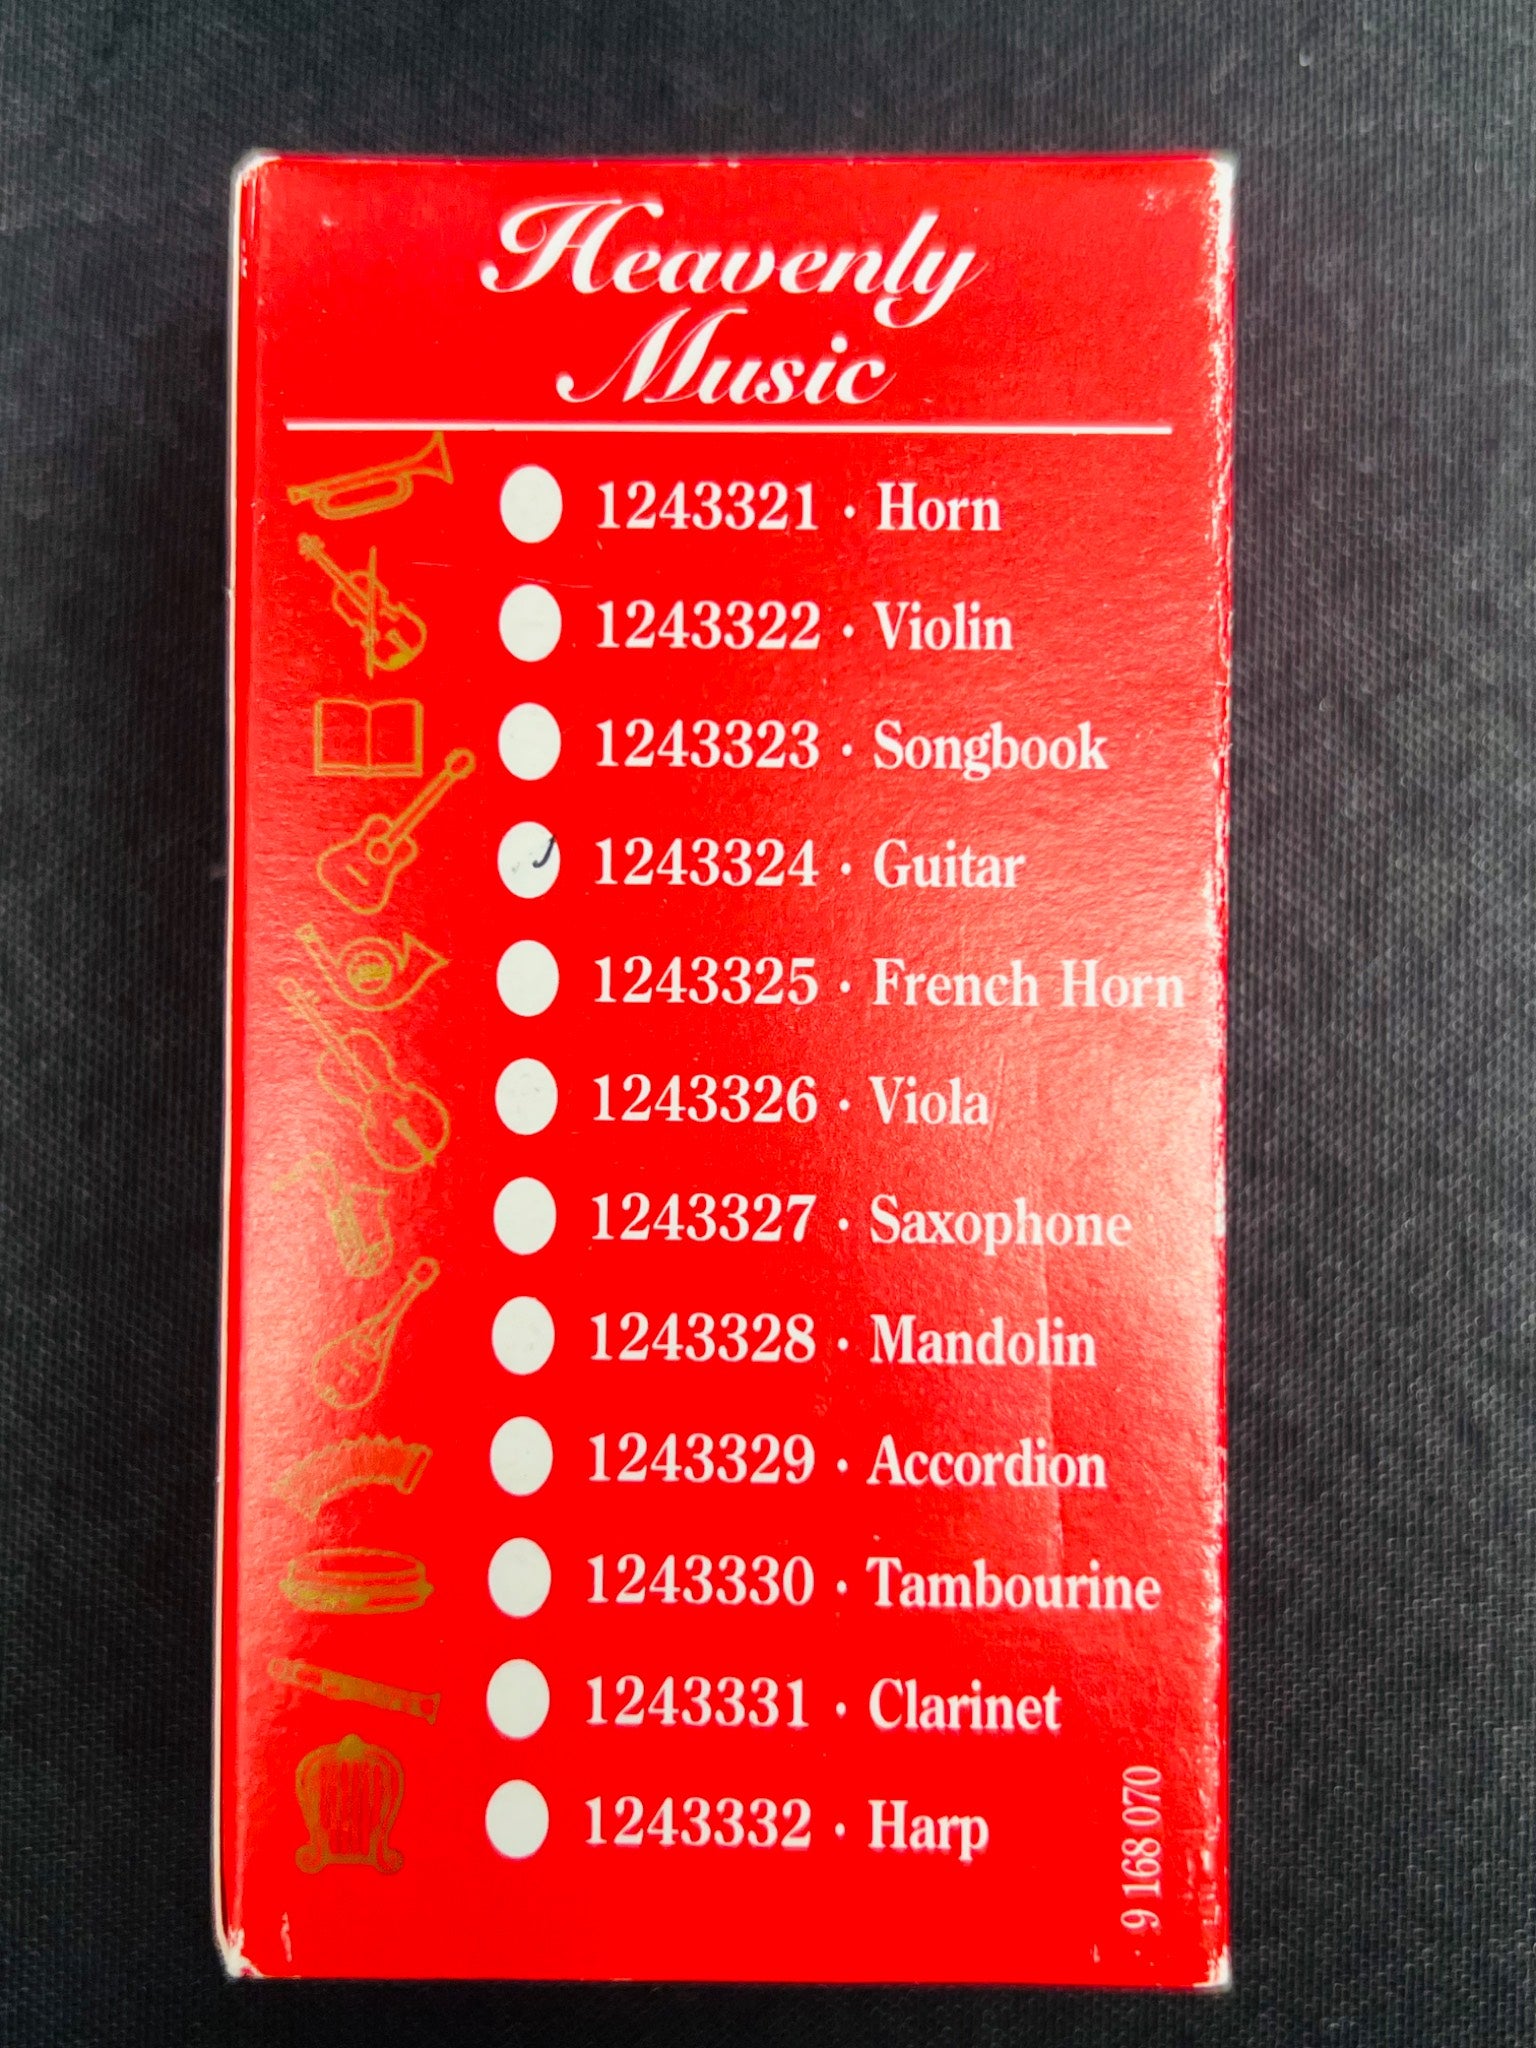 Heavenly
Music
1243321 · Horn
1243322 · Violin
1243323 · Songbook
1243324 · Guitar
1243325 · French Horn
1243326 · Viola
1243327 · Saxophone
1243328 · Mandolin
1243329 · Accordion
1243330 · Tambourine
1243331 · Clarinet
1243332 · Harp
9 168 070